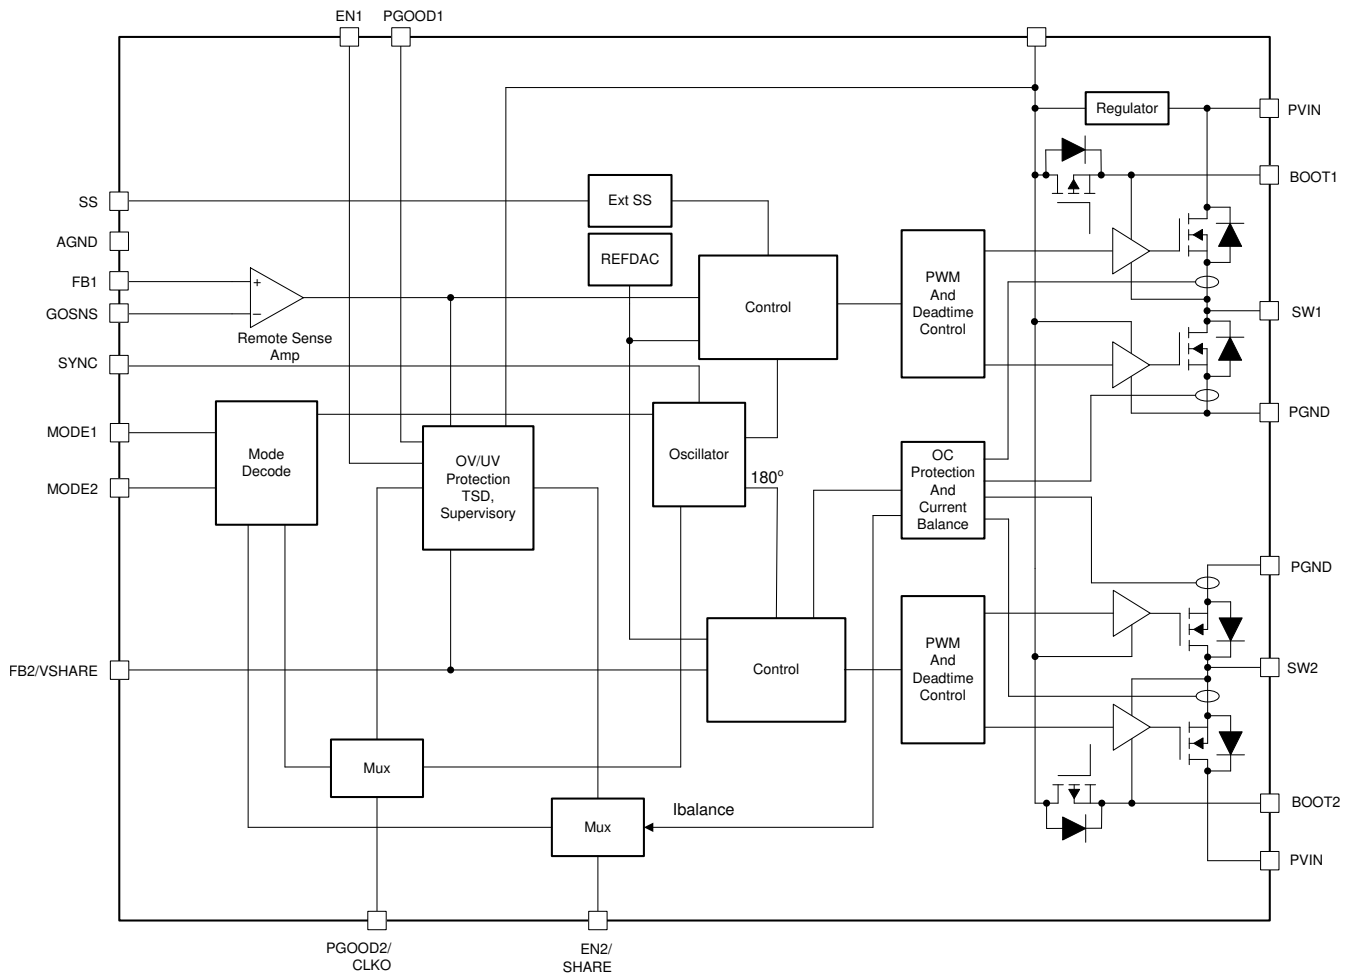 EN1
PGOOD1
Regulator
PVIN
BOOT1
SS
Ext SS
AGND
REFDAC
FB1
GOSNS
+
−
Remote Sense
Amp
Control
PWM
And
Deadtime
Control
SW1
SYNC
PGND
MODE1
MODE2
Mode
Decode
OV/UV
Protection
TSD,
Supervisory
Oscillator
180°
OC
Protection
And
Current
Balance
PGND
FB2/VSHARE
Control
PWM
And
Deadtime
Control
SW2
Mux
Mux
Ibalance
BOOT2
PVIN
PGOOD2/
CLKO
EN2/
SHARE